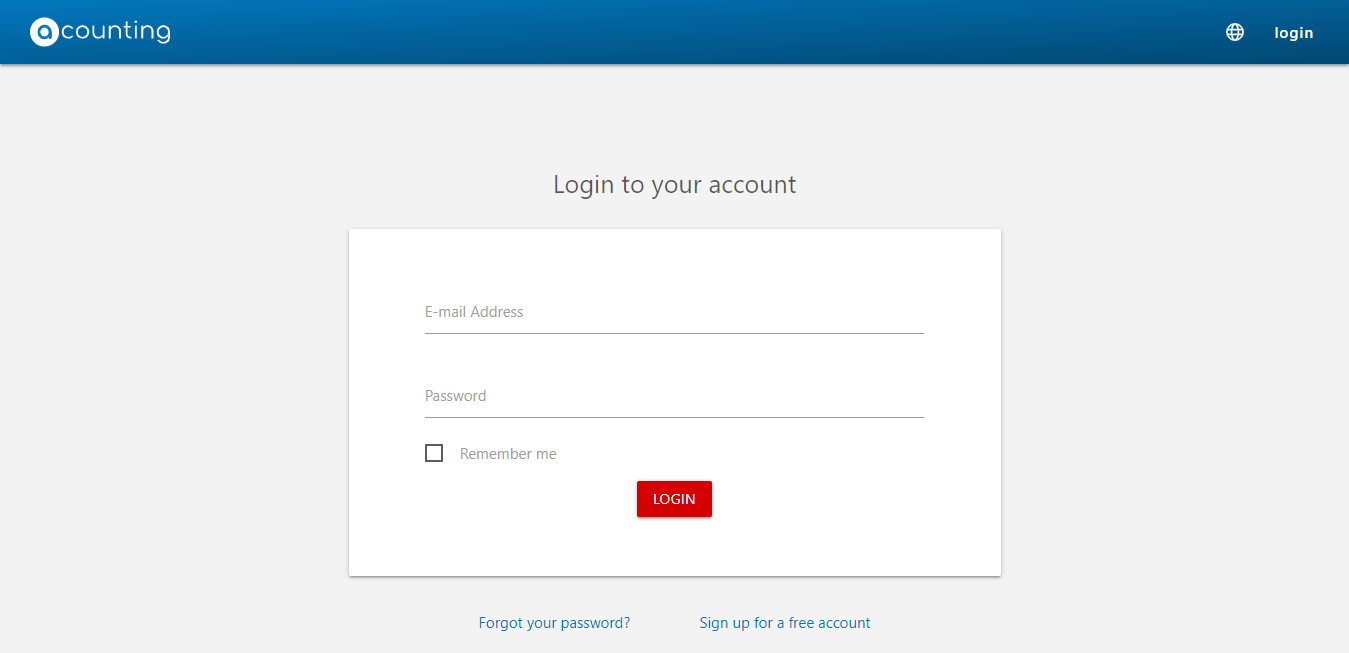 acounting
login
Login to your account
E-mail Address
Password
Remember me
LOGIN
Forgot your password?
Sign up for a free account